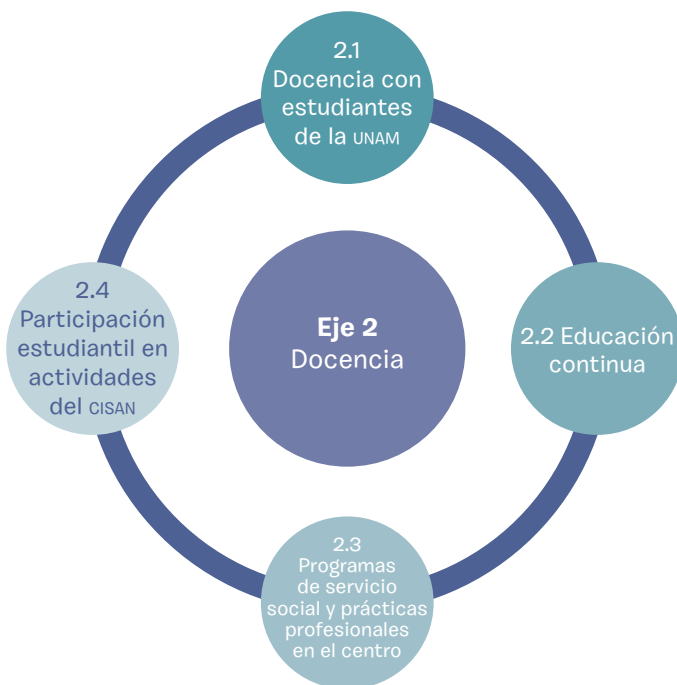 2.1
Docencia con
estudiantes
de la UNAM
2.4
Participación
estudiantil en
actividades
del CISAN
Eje 2
Docencia
2.2 Educación
continua
2.3
Programas
de servicio
social y prácticas
profesionales
en el centro